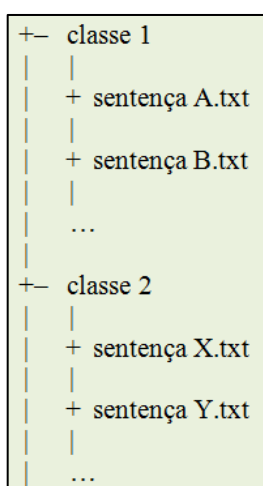 +– classe 1
| |
| + sentença A.txt
| |
| + sentença B.txt
| |
| ...
|
+– classe 2
| |
| + sentença X.txt
| |
| + sentença Y.txt
| |
| ...